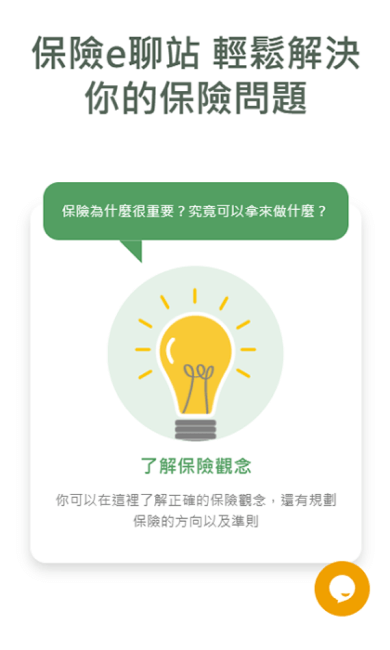 保險e聊站 輕鬆解決
你的保險問題
保險為什麼很重要？究竟可以拿來做什麼？
了解保險觀念
你可以在這裡了解正確的保險觀念，還有規劃
保險的方向以及準則